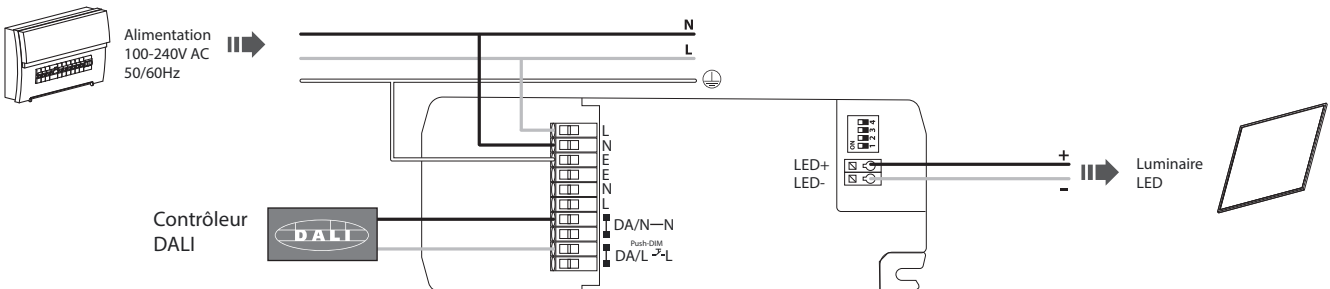 Alimentation
100-240V AC
50/60Hz
N
L
L
N
E
E
N
L
DA/N—N
Push-DIM
DA/L L
Contrôleur
DALI
DALI
ON
1 2 3 4
LED+
LED-
+
-
Luminaire
LED